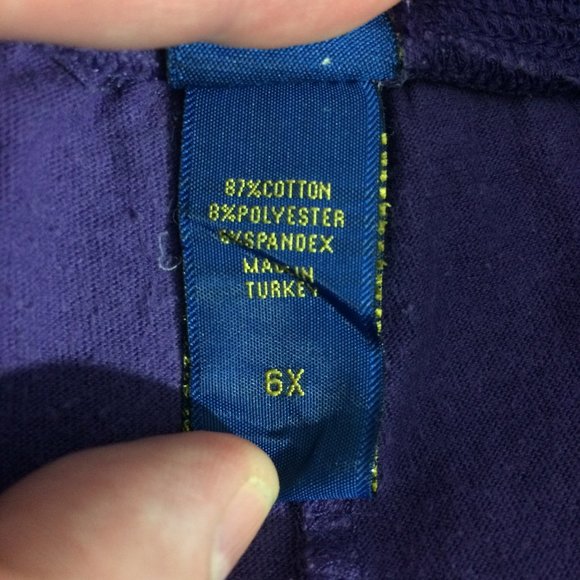 87%COTTON
8%POLYESTER
5%SPANDEX
MADE IN
TURKEY
6X